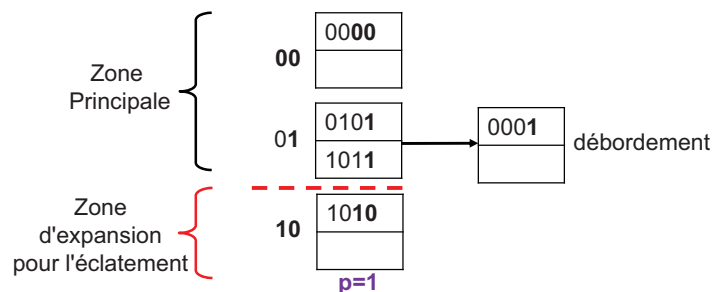 Zone
Principale
00
0000
01
0101
1011
0001
débordement
Zone
d'expansion
pour l'éclatement
10
1010
p=1